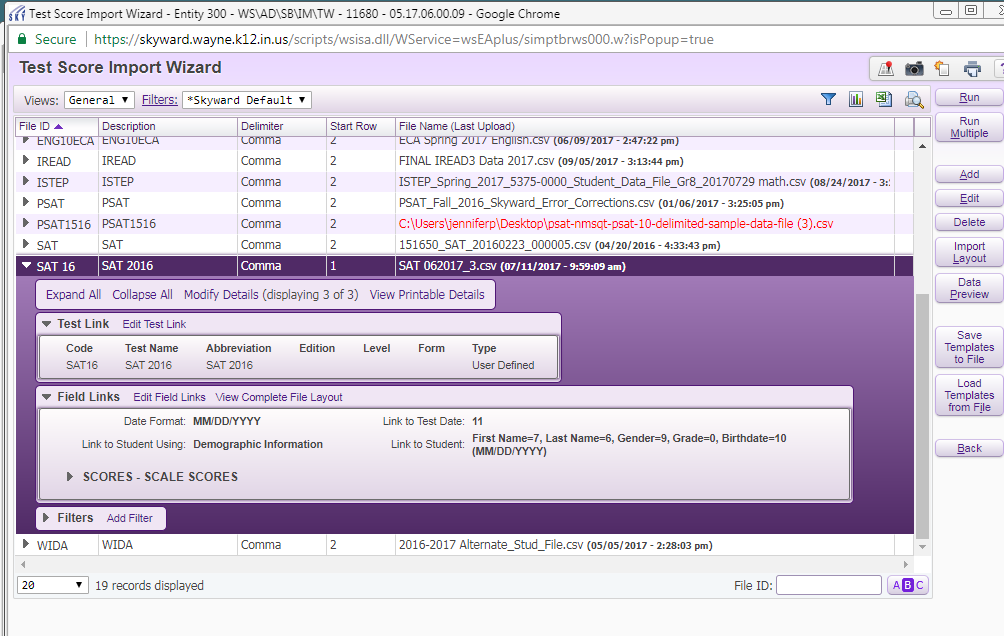 Test Score Import Wizard - Entity 300 - WS\AD\SB\IM\TW - 11680 - 05.17.06.00.09 - Google Chrome
Secure https://skyward.wayne.k12.in.us/scripts/wsisa.dll/WService=wsEAplus/simptbrws000.w?isPopup=true
Test Score Import Wizard
Views: General Filters: *Skyward Default
File ID Description Delimiter Start Row File Name (Last Upload)
ENG10ECA ENG10ECA Comma 2 ECA Spring 2017 English.csv (06/09/2017 - 2:47:22 pm)
IREAD IREAD Comma 2 FINAL IREAD3 Data 2017.csv (09/05/2017 - 3:13:44 pm)
ISTEP ISTEP Comma 2 ISTEP_Spring_2017_5375-0000_Student_Data_File_Gr8_20170729 math.csv (08/24/2017 - 3:
PSAT PSAT Comma 2 PSAT_Fall_2016_Skyward_Error_Corrections.csv (01/06/2017 - 3:25:05 pm)
PSAT1516 PSAT1516 Comma 2 C:\Users\jenniferp\Desktop\psat-nmsqt-psat-10-delimited-sample-data-file (3).csv
SAT SAT Comma 2 151650_SAT_20160223_000005.csv (04/20/2016 - 4:33:43 pm)
SAT 16 SAT 2016 Comma 1 SAT 062017_3.csv (07/11/2017 - 9:59:09 am)
Expand All Collapse All Modify Details (displaying 3 of 3) View Printable Details
Test Link Edit Test Link
Code Test Name Abbreviation Edition Level Form Type
SAT16 SAT 2016 SAT 2016 User Defined
Field Links Edit Field Links View Complete File Layout
Date Format: MM/DD/YYYY Link to Test Date: 11
Link to Student Using: Demographic Information Link to Student: First Name=7, Last Name=6, Gender=9, Grade=0, Birthdate=10
(MM/DD/YYYY)
SCORES - SCALE SCORES
Filters Add Filter
WIDA WIDA Comma 2 2016-2017 Alternate_Stud_File.csv (05/05/2017 - 2:28:03 pm)
20 19 records displayed File ID: A B C
Run
Run
Multiple
Add
Edit
Delete
Import
Layout
Data
Preview
Save
Templates
to File
Load
Templates
from File
Back